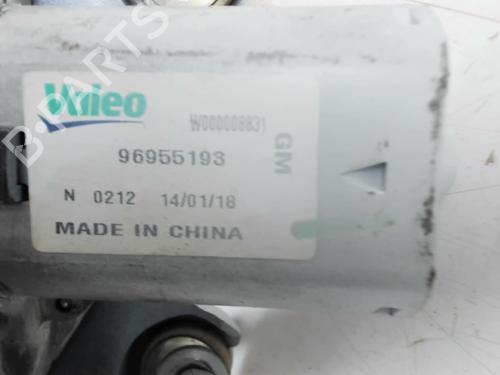 Valeo
W000008831
GM
96955193
N 0212 14/01/18
MADE IN CHINA
B-PARTS